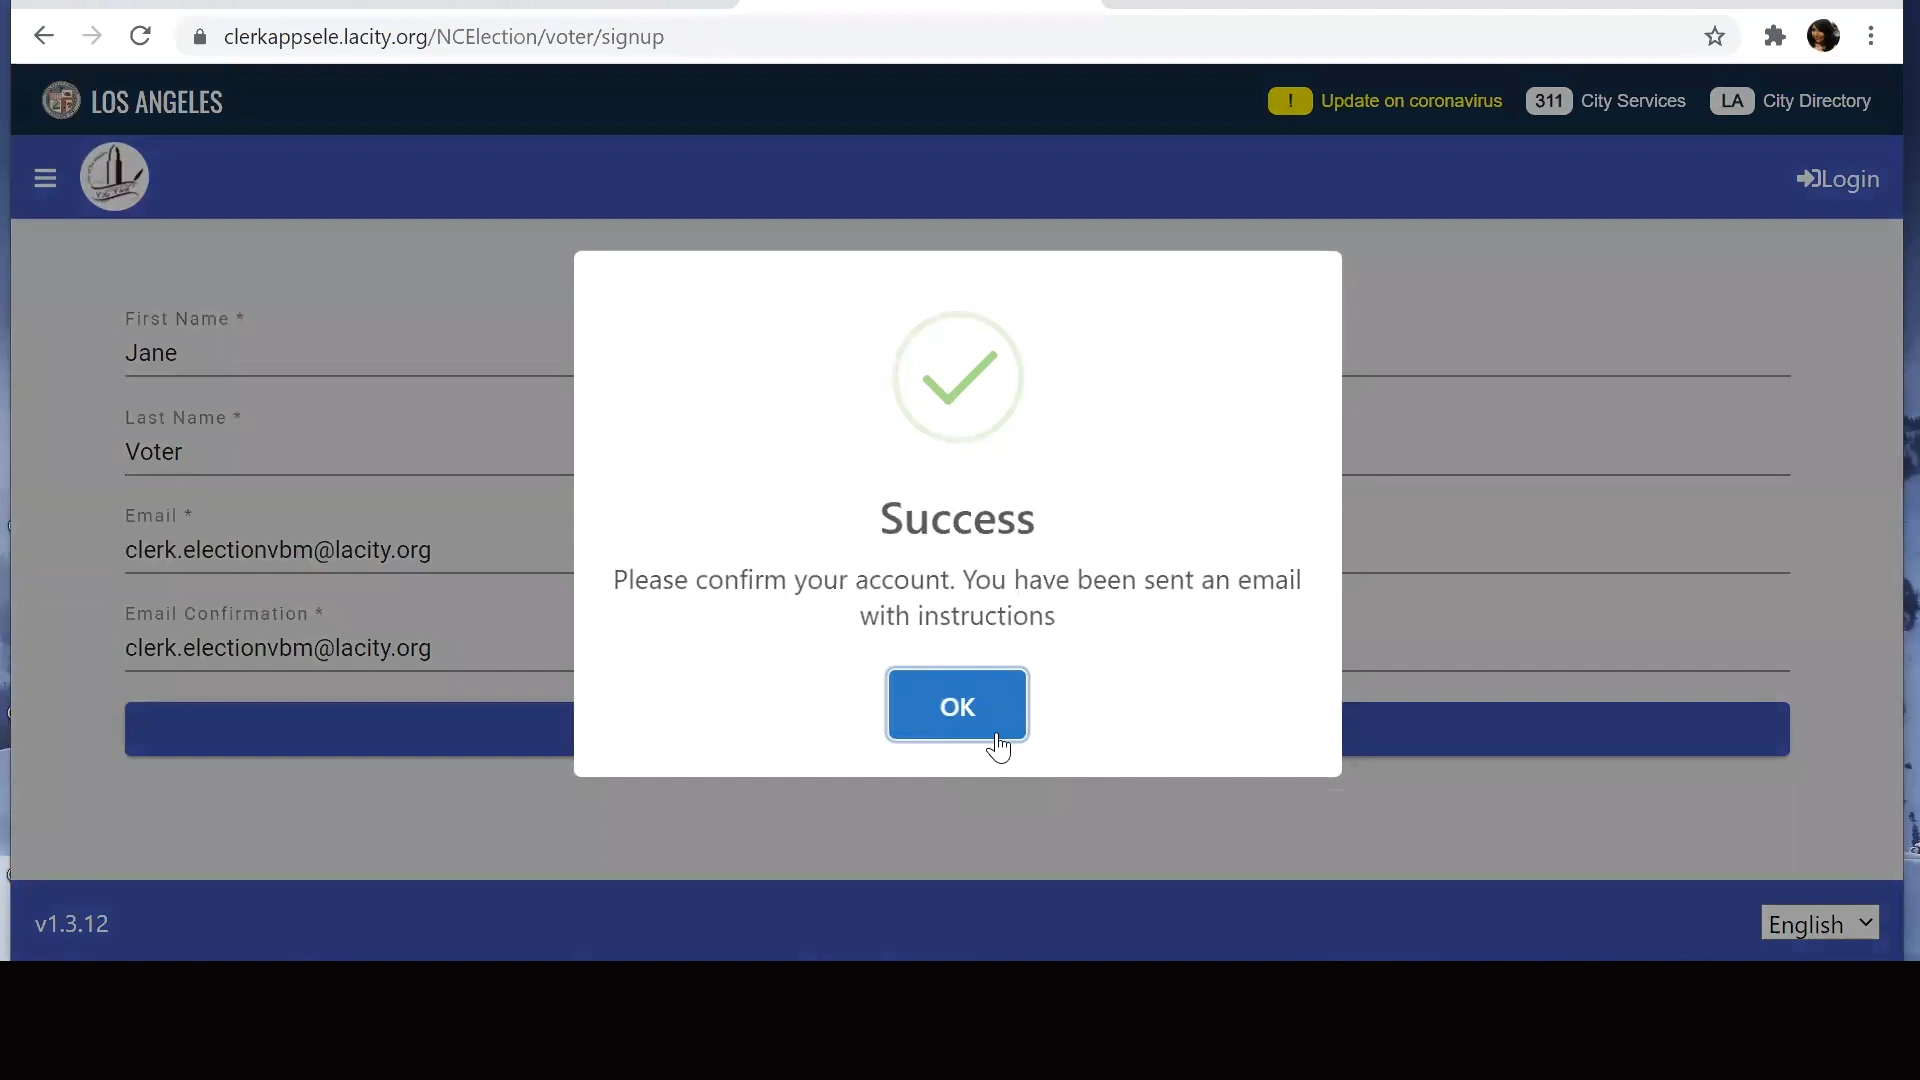 clerkappsele.lacity.org/NCElection/voter/signup
LOS ANGELES
! Update on coronavirus 311 City Services LA City Directory
Login
First Name *
Jane
Last Name *
Voter
Email *
clerk.electionvbm@lacity.org
Email Confirmation *
clerk.electionvbm@lacity.org
Success
Please confirm your account. You have been sent an email
with instructions
OK
v1.3.12
English